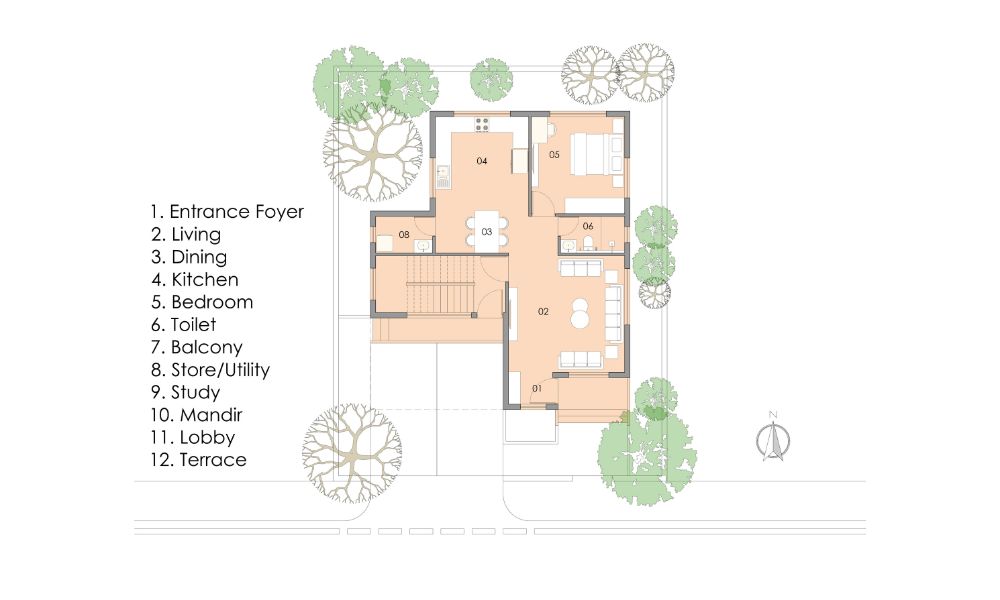 04
05
1. Entrance Foyer
2. Living
3. Dining
4. Kitchen
5. Bedroom
6. Toilet
7. Balcony
8. Store/Utility
9. Study
10. Mandir
11. Lobby
12. Terrace
08
03
06
02
01
N